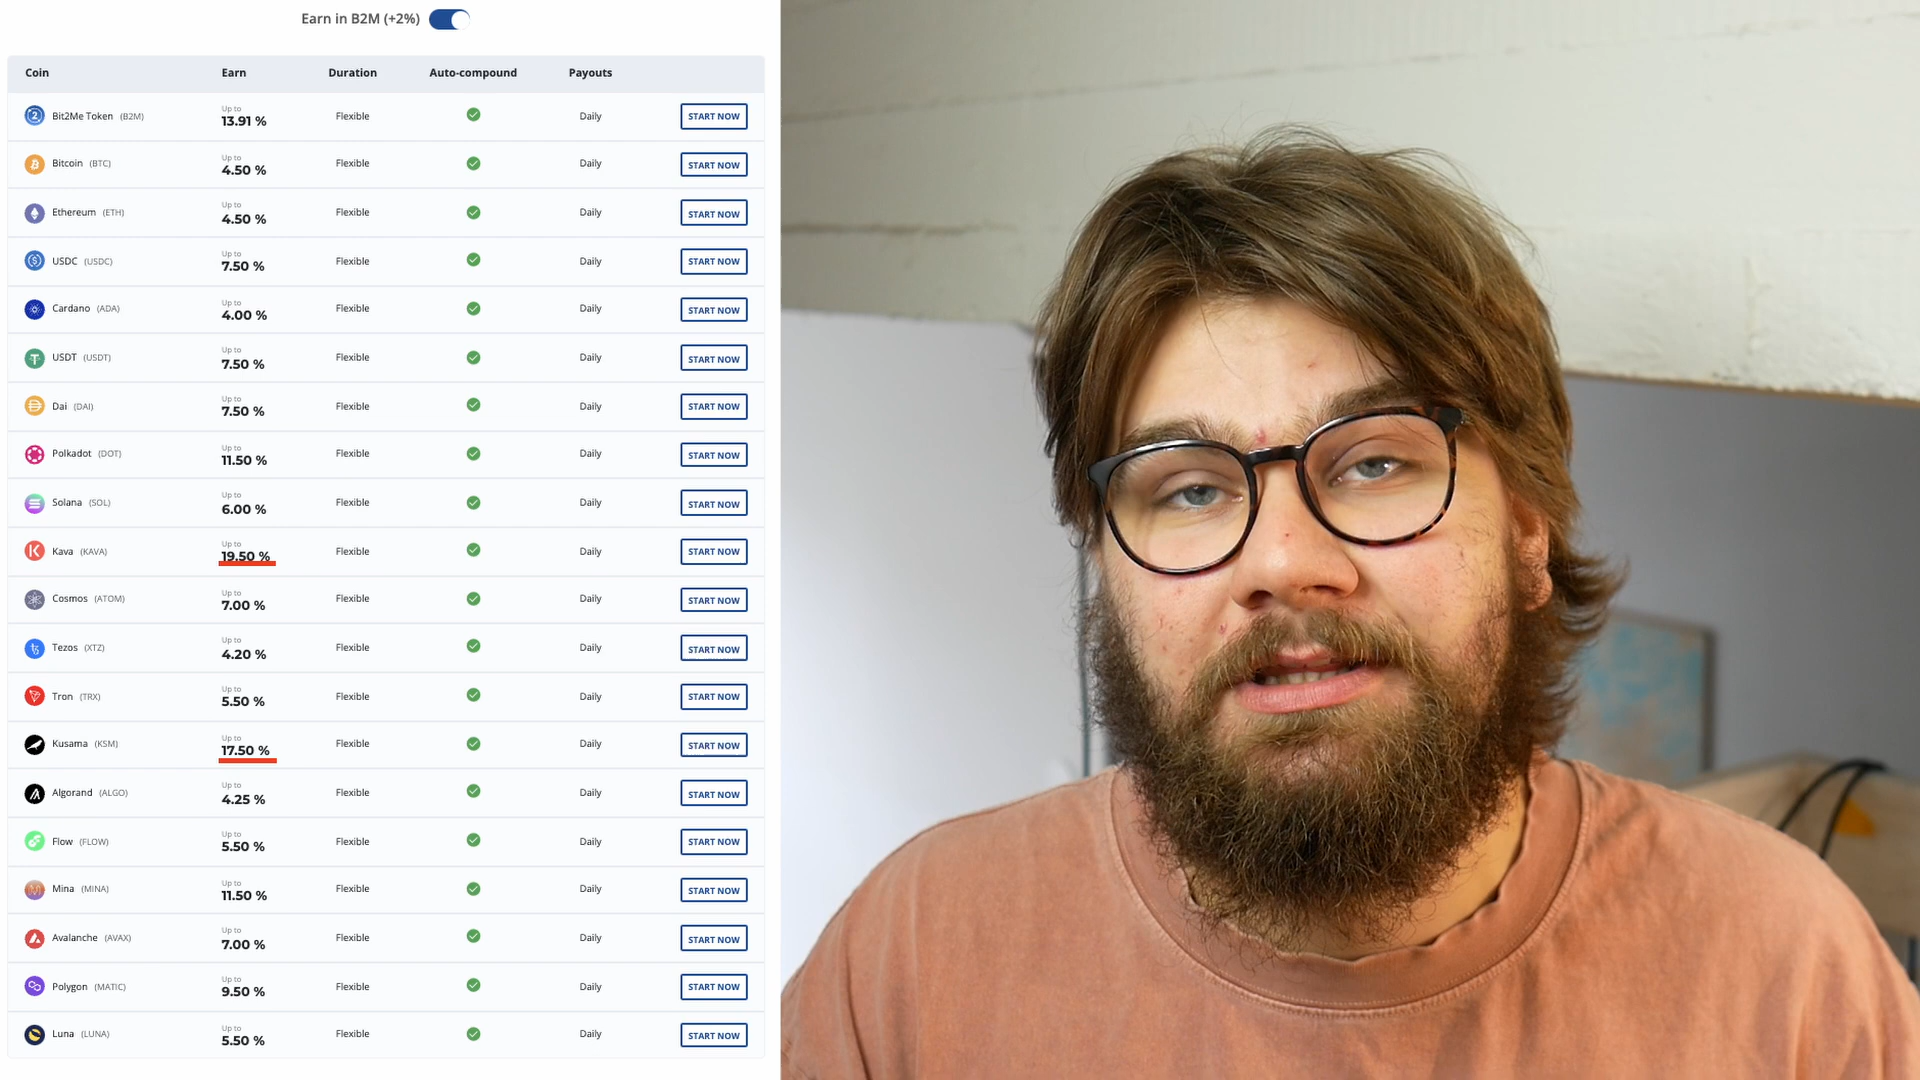 Earn in B2M (+2%)
Coin Earn Duration Auto-compound Payouts
Bit2Me Token (B2M) Up to 13.91 % Flexible Daily START NOW
Bitcoin (BTC) Up to 4.50 % Flexible Daily START NOW
Ethereum (ETH) Up to 4.50 % Flexible Daily START NOW
USDC (USDC) Up to 7.50 % Flexible Daily START NOW
Cardano (ADA) Up to 4.00 % Flexible Daily START NOW
USDT (USDT) Up to 7.50 % Flexible Daily START NOW
Dai (DAI) Up to 7.50 % Flexible Daily START NOW
Polkadot (DOT) Up to 11.50 % Flexible Daily START NOW
Solana (SOL) Up to 6.00 % Flexible Daily START NOW
Kava (KAVA) Up to 19.50 % Flexible Daily START NOW
Cosmos (ATOM) Up to 7.00 % Flexible Daily START NOW
Tezos (XTZ) Up to 4.20 % Flexible Daily START NOW
Tron (TRX) Up to 5.50 % Flexible Daily START NOW
Kusama (KSM) Up to 17.50 % Flexible Daily START NOW
Algorand (ALGO) Up to 4.25 % Flexible Daily START NOW
Flow (FLOW) Up to 5.50 % Flexible Daily START NOW
Mina (MINA) Up to 11.50 % Flexible Daily START NOW
Avalanche (AVAX) Up to 7.00 % Flexible Daily START NOW
Polygon (MATIC) Up to 9.50 % Flexible Daily START NOW
Luna (LUNA) Up to 5.50 % Flexible Daily START NOW